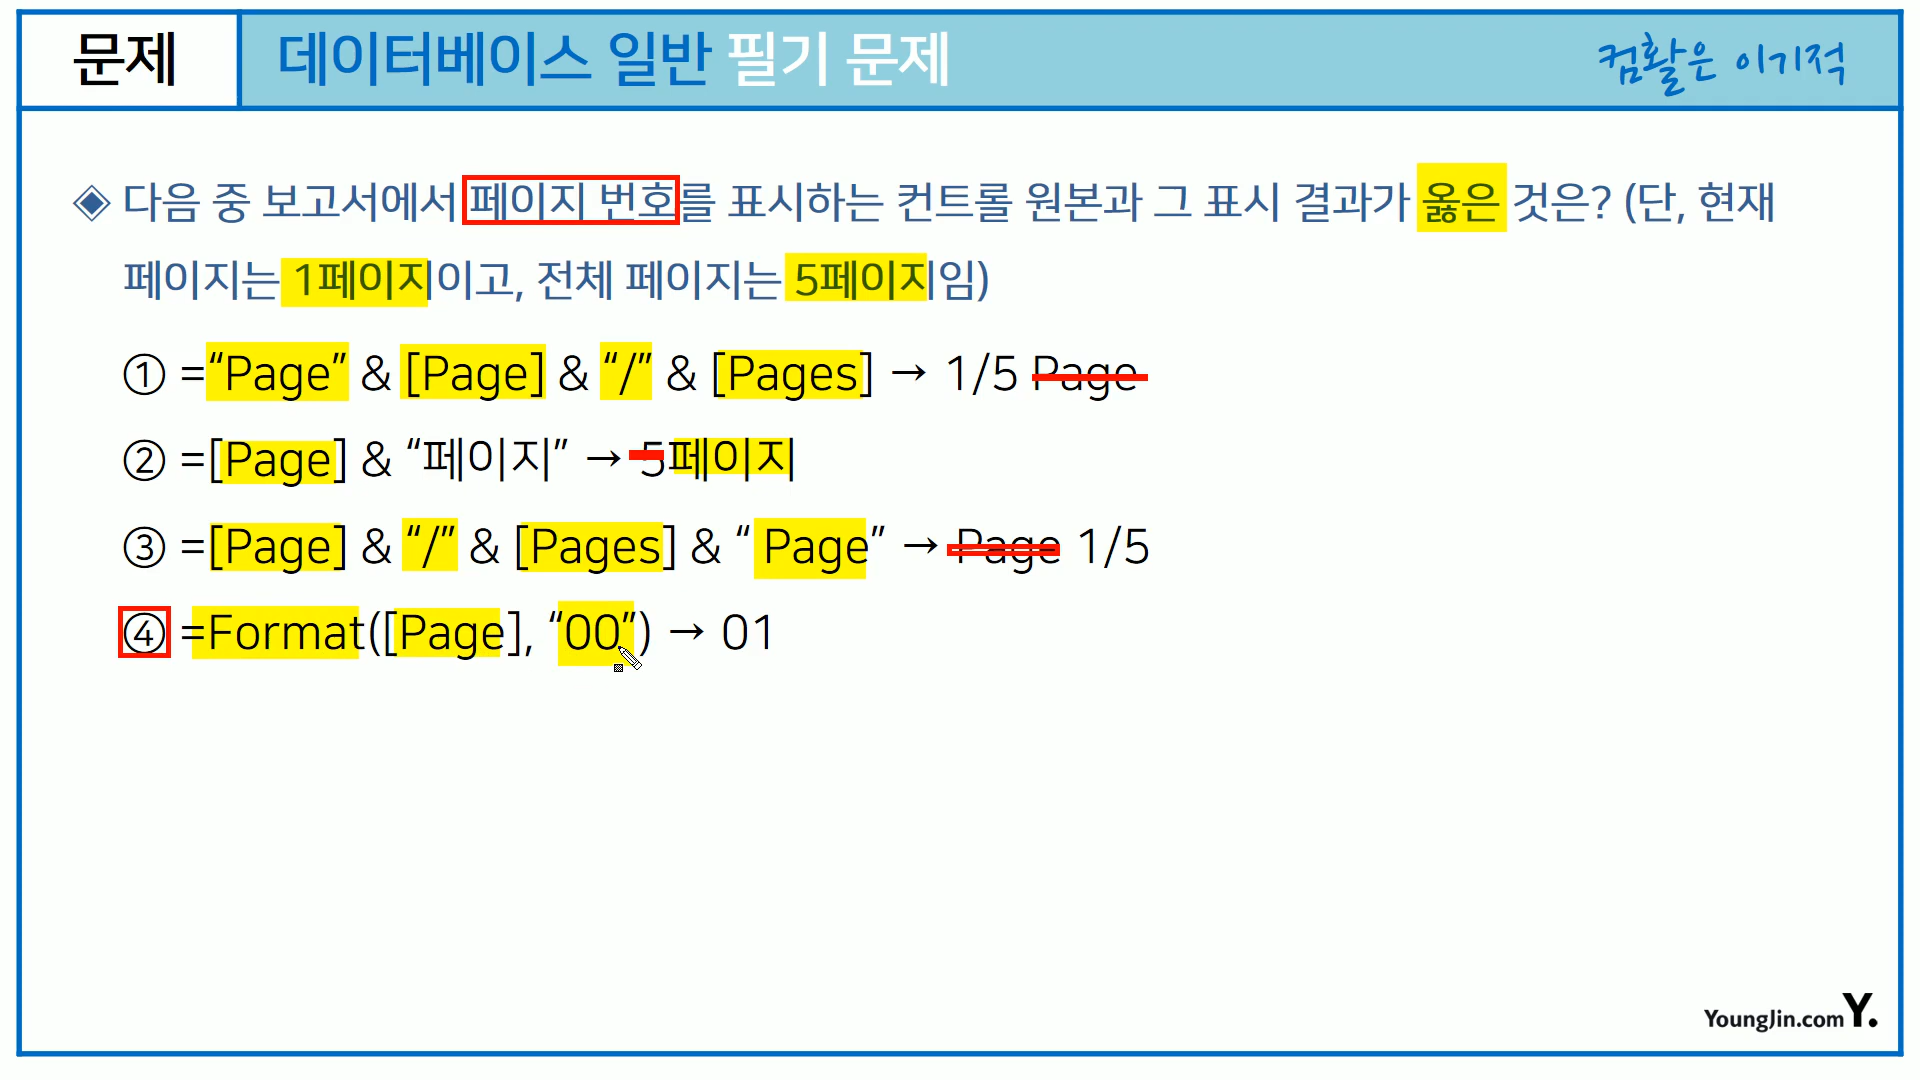 문제
데이터베이스 일반 필기 문제
컴활은 이기적
◈ 다음 중 보고서에서 페이지 번호를 표시하는 컨트롤 원본과 그 표시 결과가 옳은 것은? (단, 현재
페이지는 1페이지이고, 전체 페이지는 5페이지임)
① =“Page” & [Page] & “/” & [Pages] → 1/5 Page
② =[Page] & “페이지” → 5페이지
③ =[Page] & “/” & [Pages] & “ Page” → Page 1/5
④ =Format([Page], “00”) → 01
YoungJin.com Y.